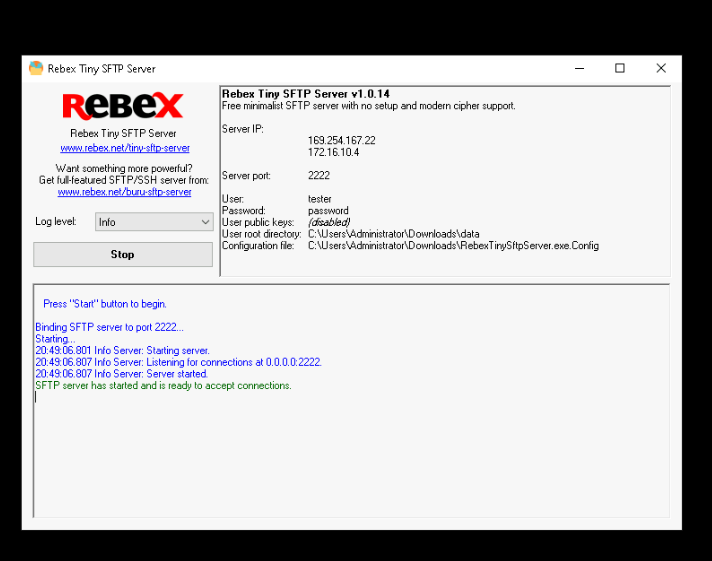 Rebex Tiny SFTP Server
REBEX
Rebex Tiny SFTP Server
www.rebex.net/tiny-sftp-server
Want something more powerful?
Get full-featured SFTP/SSH server from:
www.rebex.net/buru-sftp-server
Log level: Info
Stop
Rebex Tiny SFTP Server v1.0.14
Free minimalist SFTP server with no setup and modern cipher support.
Server IP:
169.254.167.22
172.16.10.4
Server port: 2222
User: tester
Password: password
User public keys: (disabled)
User root directory: C:\Users\Administrator\Downloads\data
Configuration file: C:\Users\Administrator\Downloads\RebexTinySftpServer.exe.Config
Press "Start" button to begin.
Binding SFTP server to port 2222...
Starting...
20:49:06.801 Info Server: Starting server.
20:49:06.807 Info Server: Listening for connections at 0.0.0.0:2222.
20:49:06.807 Info Server: Server started.
SFTP server has started and is ready to accept connections.